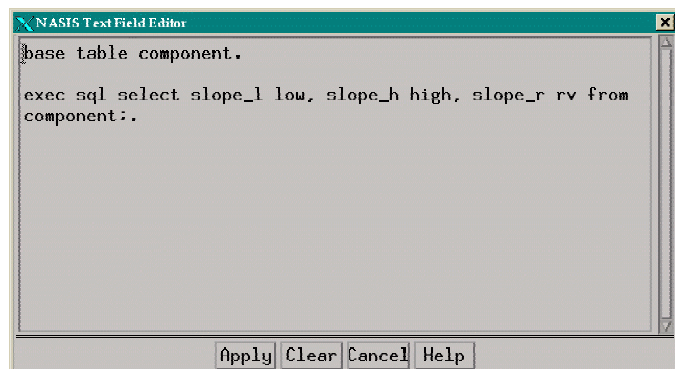 NASIS Text Field Editor
base table component.
exec sql select slope_l low, slope_h high, slope_r rv from
component:.
Apply Clear Cancel Help